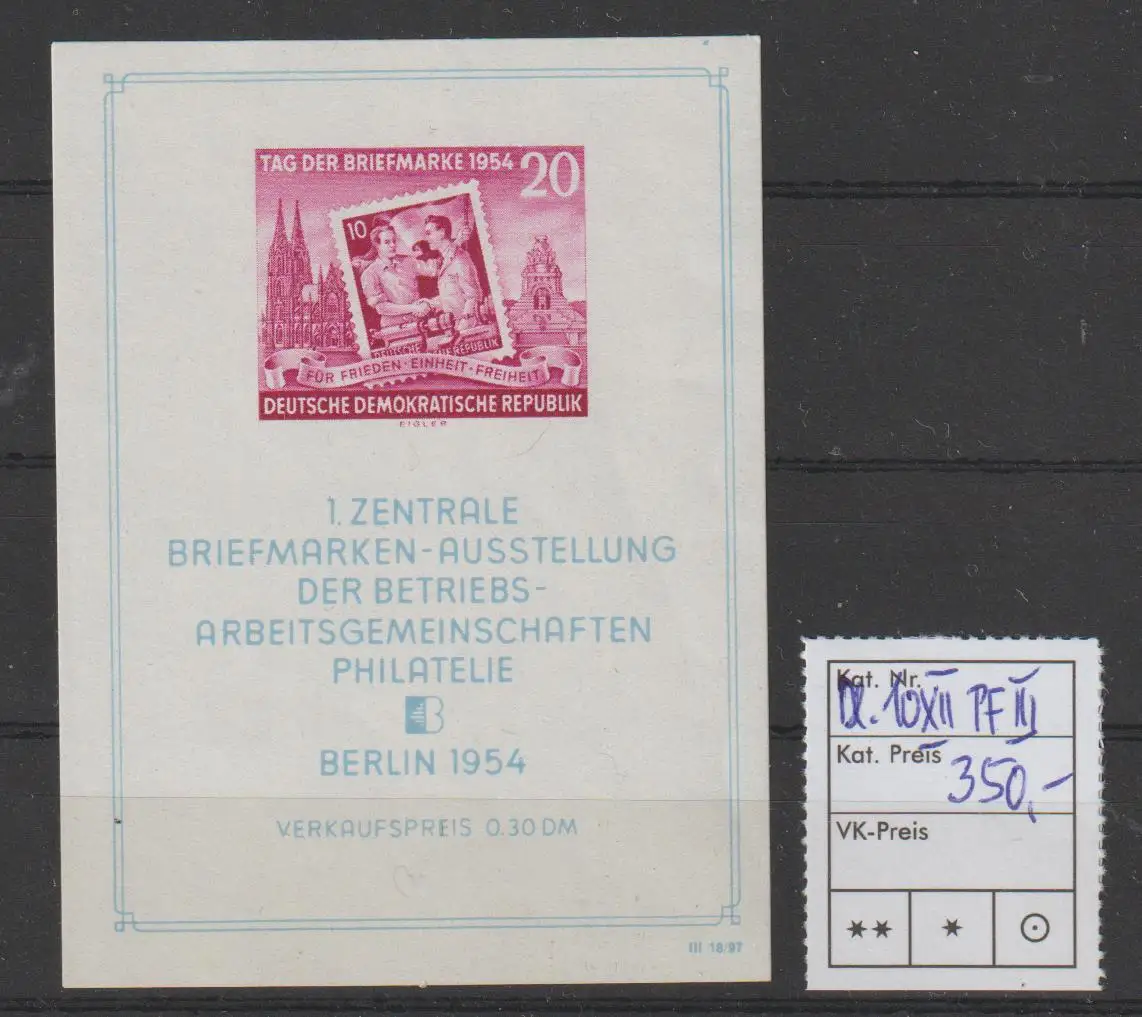 TAG DER BRIEFMARKE 1954 20
10
DEUTSCHE REPUBLIK
FÜR FRIEDEN · EINHEIT · FREIHEIT
DEUTSCHE DEMOKRATISCHE REPUBLIK
EIGLER
1. ZENTRALE
BRIEFMARKEN-AUSSTELLUNG
DER BETRIEBS-
ARBEITSGEMEINSCHAFTEN
PHILATELIE
B
BERLIN 1954
VERKAUFSPREIS 0.30 DM
III 18/97
Kat. Nr.
10XII PF III
Kat. Preis
350,-
VK-Preis